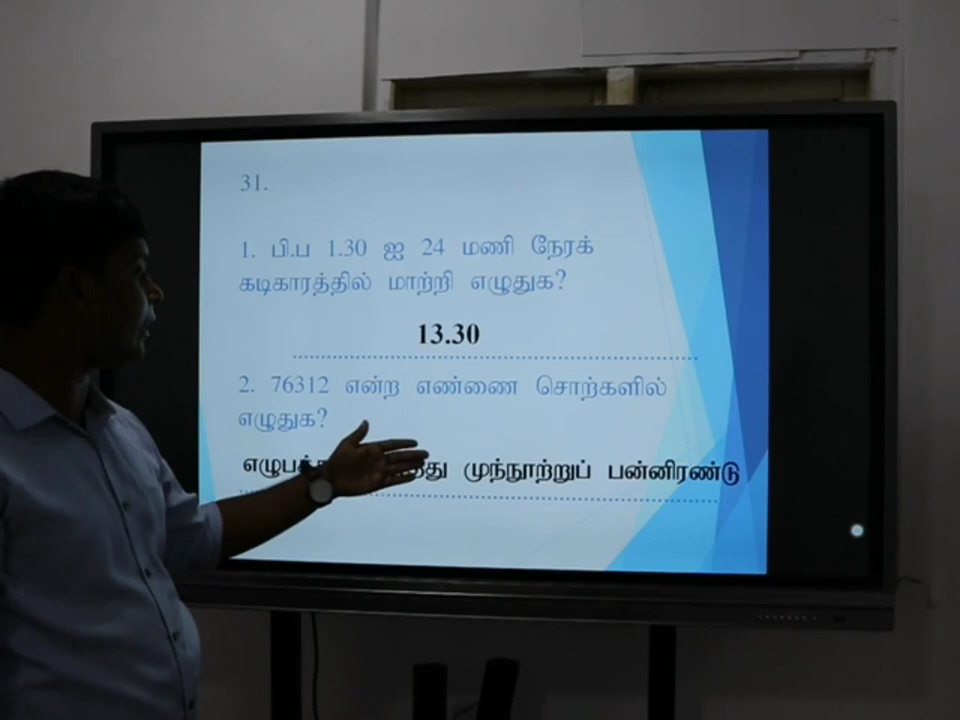 31.
1. பி.ப 1.30 ஐ 24 மணி நேரக்
கடிகாரத்தில் மாற்றி எழுதுக?
13.30
2. 76312 என்ற எண்ணை சொற்களில்
எழுதுக?
முந்நூற்றுப் பன்னிரண்டு